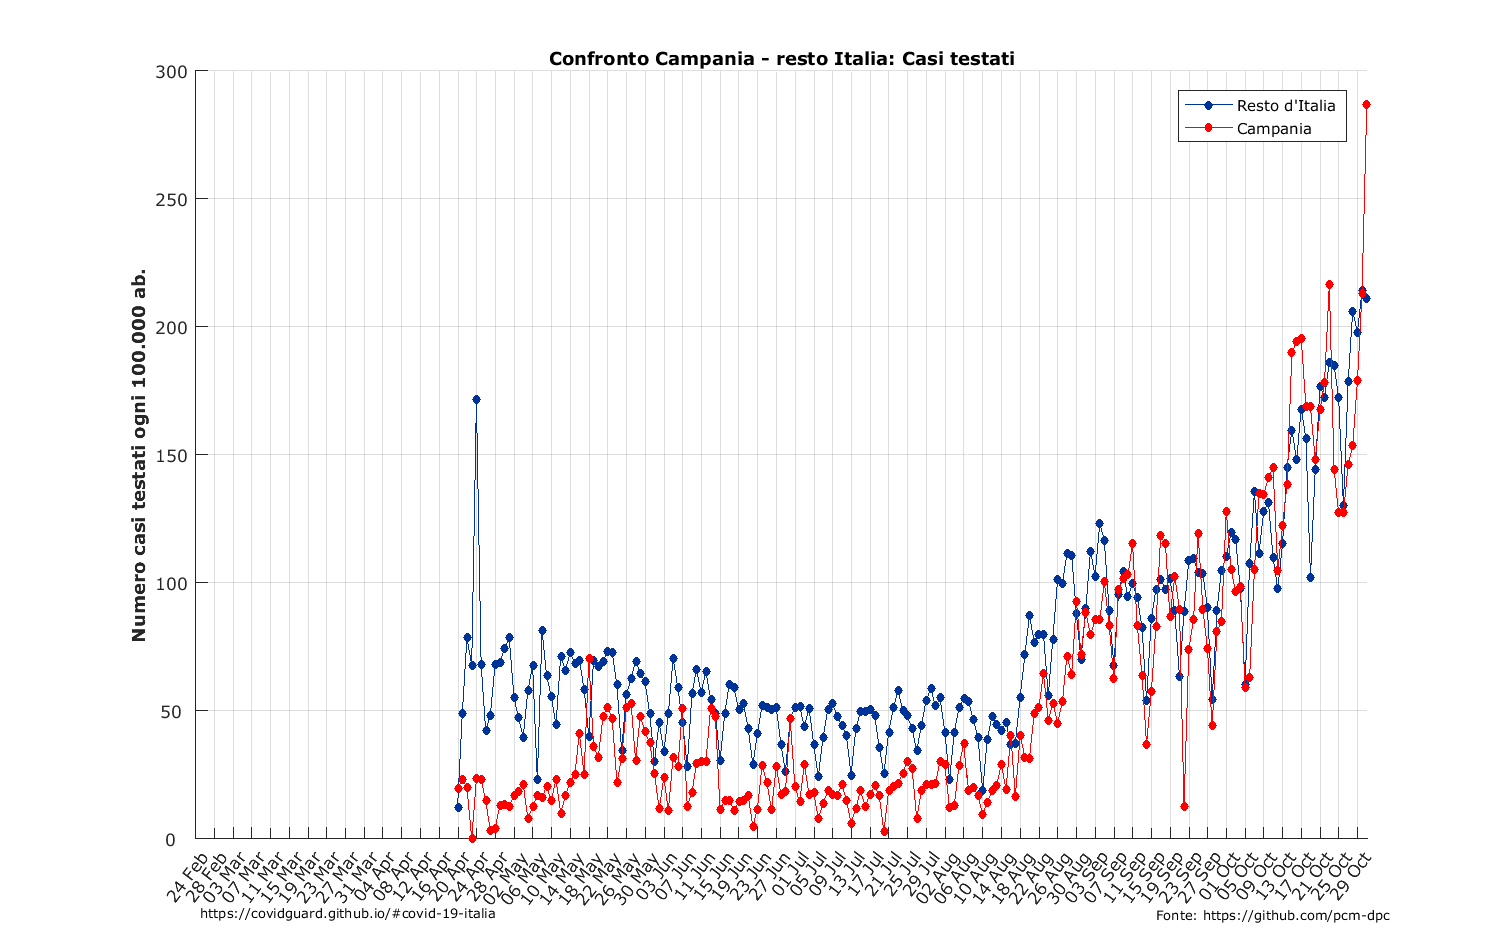 Confronto Campania - resto Italia: Casi testati
Resto d'Italia
Campania
Numero casi testati ogni 100.000 ab.
300
250
200
150
100
50
0
24 Feb
28 Feb
03 Mar
07 Mar
11 Mar
15 Mar
19 Mar
23 Mar
27 Mar
31 Mar
04 Apr
08 Apr
12 Apr
16 Apr
20 Apr
24 Apr
28 Apr
02 May
06 May
10 May
14 May
18 May
22 May
26 May
30 May
03 Jun
07 Jun
11 Jun
15 Jun
19 Jun
23 Jun
27 Jun
01 Jul
05 Jul
09 Jul
13 Jul
17 Jul
21 Jul
25 Jul
29 Jul
02 Aug
06 Aug
10 Aug
14 Aug
18 Aug
22 Aug
26 Aug
30 Aug
03 Sep
07 Sep
11 Sep
15 Sep
19 Sep
23 Sep
27 Sep
01 Oct
05 Oct
09 Oct
13 Oct
17 Oct
21 Oct
25 Oct
29 Oct
https://covidguard.github.io/#covid-19-italia
Fonte: https://github.com/pcm-dpc